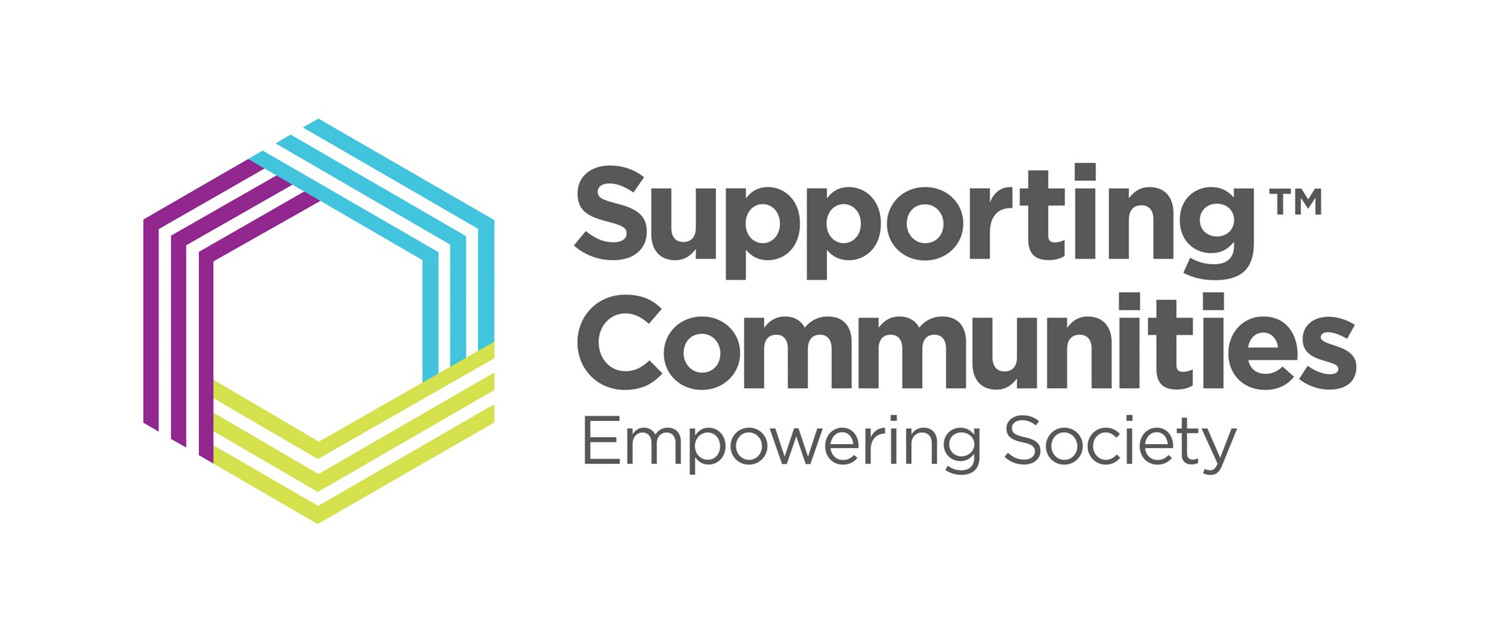 Supporting™
Communities
Empowering Society